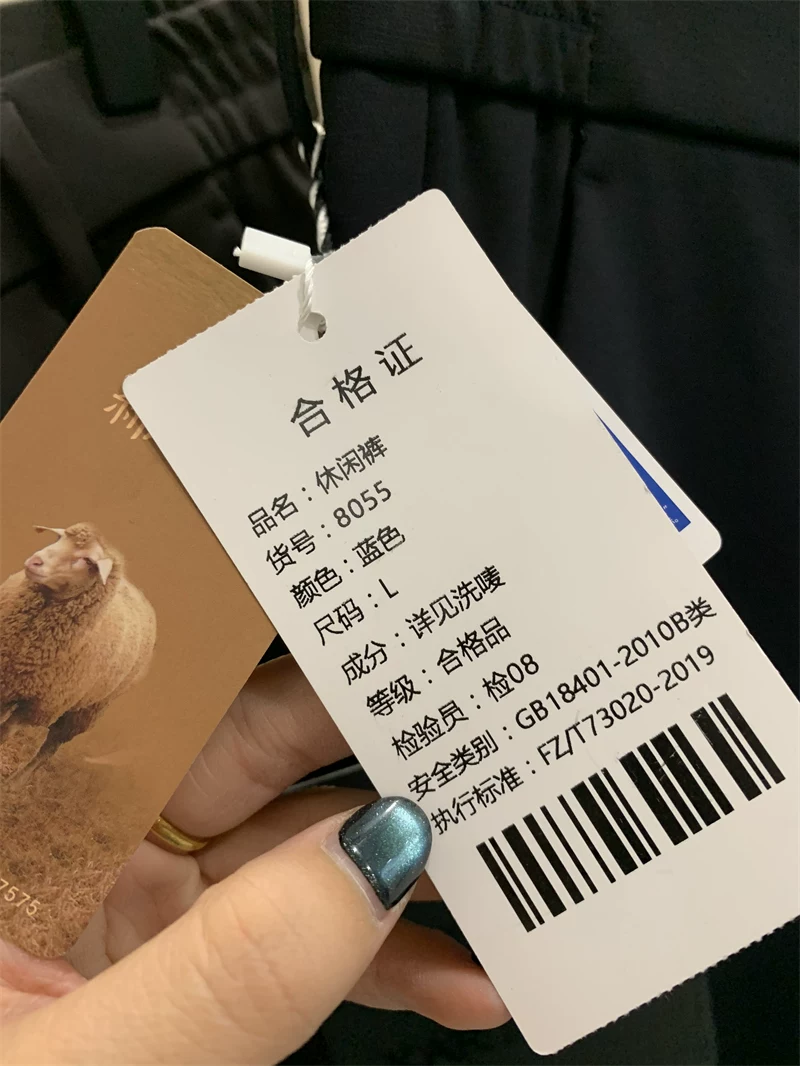 合格证
品名：休闲裤
货号：8055
颜色：蓝色
尺码：L
成分：详见洗唛
等级：合格品
检验员：检08
安全类别：GB18401-2010B类
执行标准：FZ/T73020-2019
7575